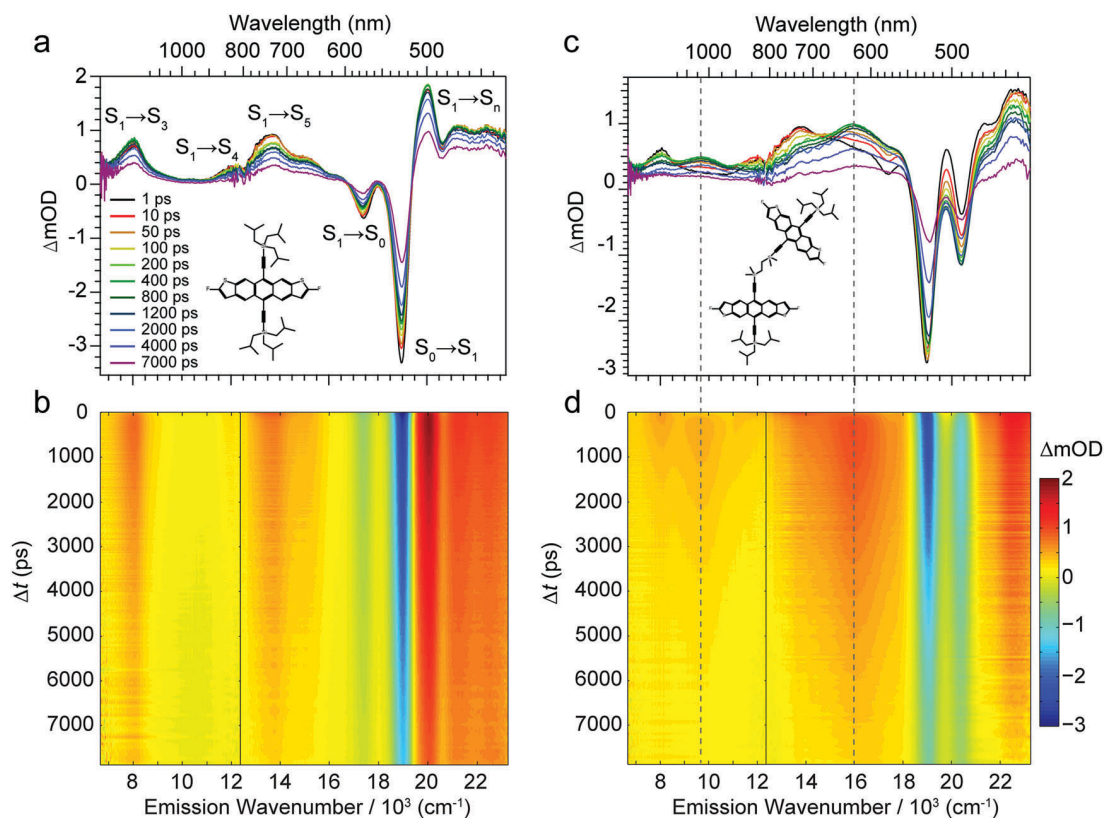 a
Wavelength (nm)
1000 900 800 700 600 500
S₁→S₃
S₁→S₄
S₁→S₅
S₁→Sₙ
S₁→S₀
S₀→S₁
ΔmOD
2
1
0
1
2
3
1 ps
10 ps
50 ps
100 ps
200 ps
400 ps
800 ps
1200 ps
2000 ps
4000 ps
7000 ps
F S S F
c
Wavelength (nm)
1000 800 700 600 500
ΔmOD
1
0
1
2
3
b
Δt (ps)
0
1000
2000
3000
4000
5000
6000
7000
8 10 12 14 16 18 20 22
Emission Wavenumber / 10³ (cm⁻¹)
d
Δt (ps)
0
1000
2000
3000
4000
5000
6000
7000
8 10 12 14 16 18 20 22
Emission Wavenumber / 10³ (cm⁻¹)
ΔmOD
2
1
0
−1
−2
−3